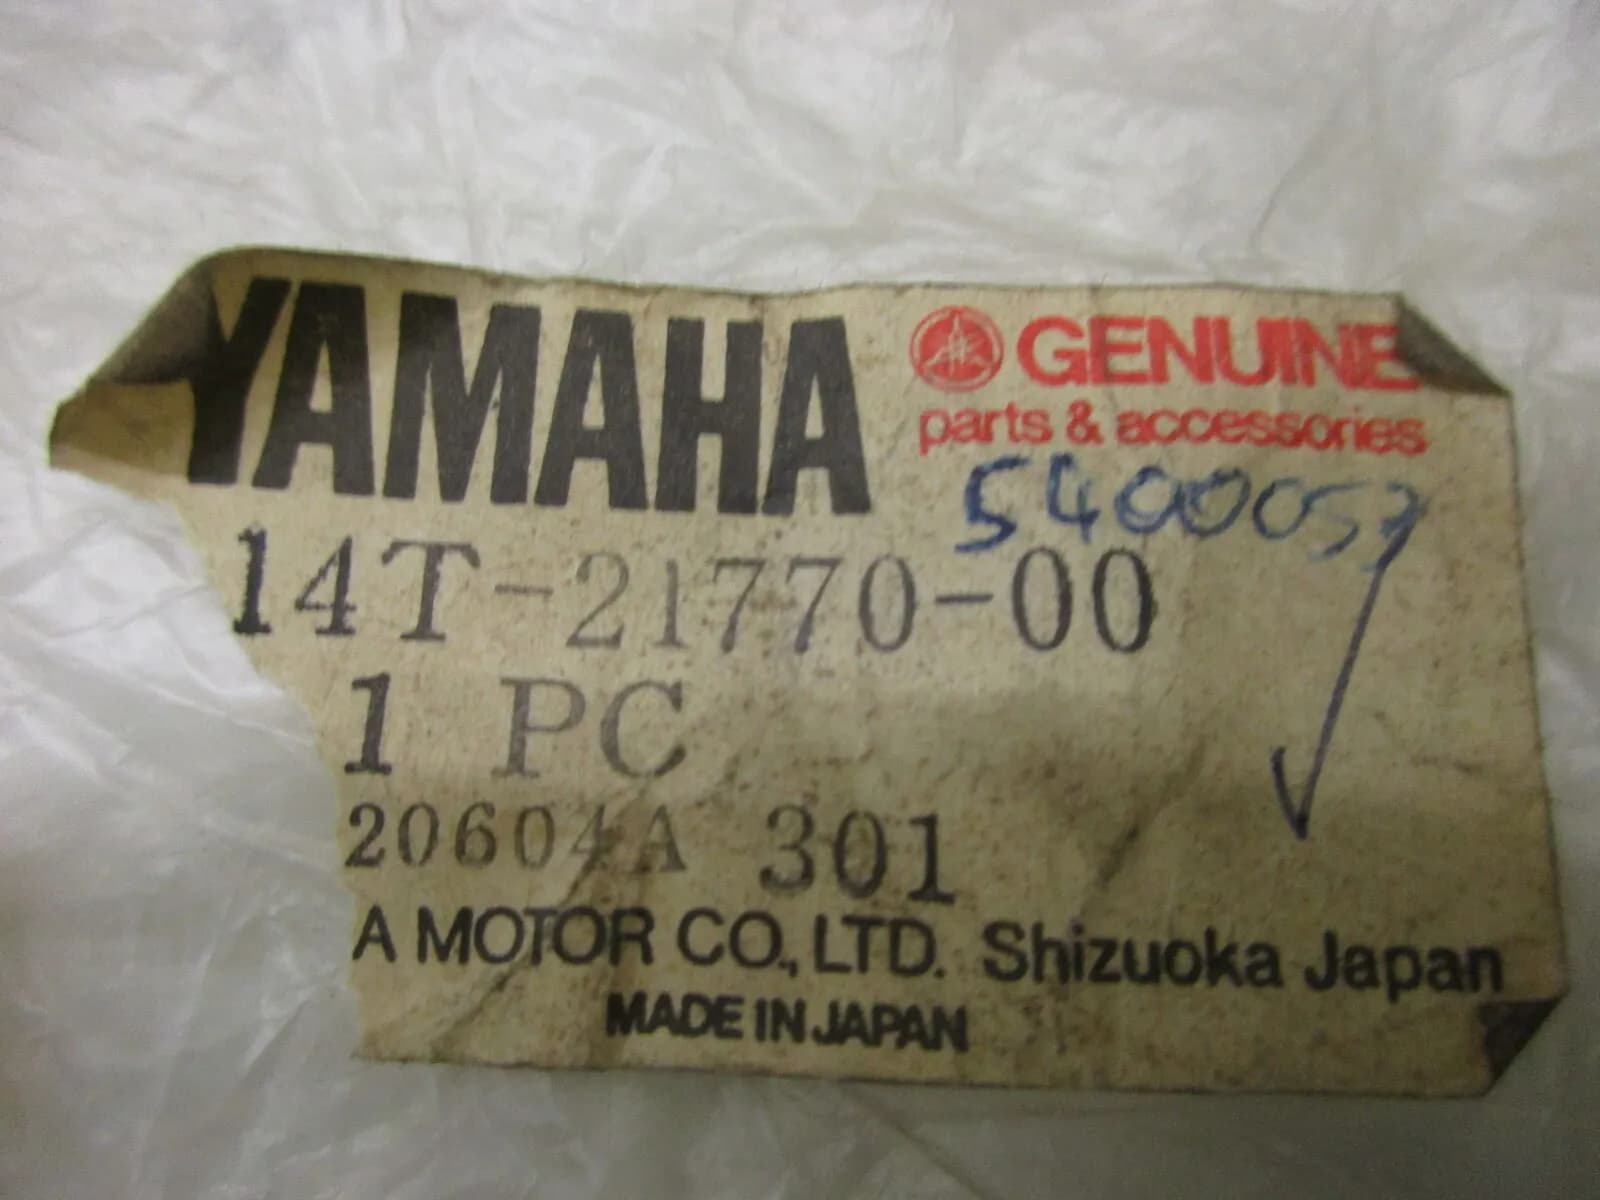 YAMAHA
GENUINE
parts & accessories
14T-21770-00
1 PC
20604A 301
A MOTOR CO., LTD. Shizuoka Japan
MADE IN JAPAN